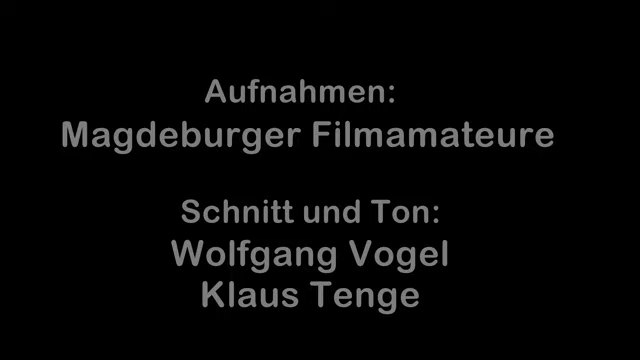 Aufnahmen:
Magdeburger Filmamateure
Schnitt und Ton:
Wolfgang Vogel
Klaus Tenge